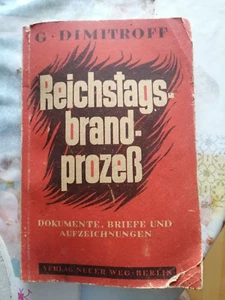 G·DIMITROFF
Reichstags-
brand-
prozeß
DOKUMENTE, BRIEFE UND
AUFZEICHNUNGEN
VERLAG NEUER WEG-BERLIN